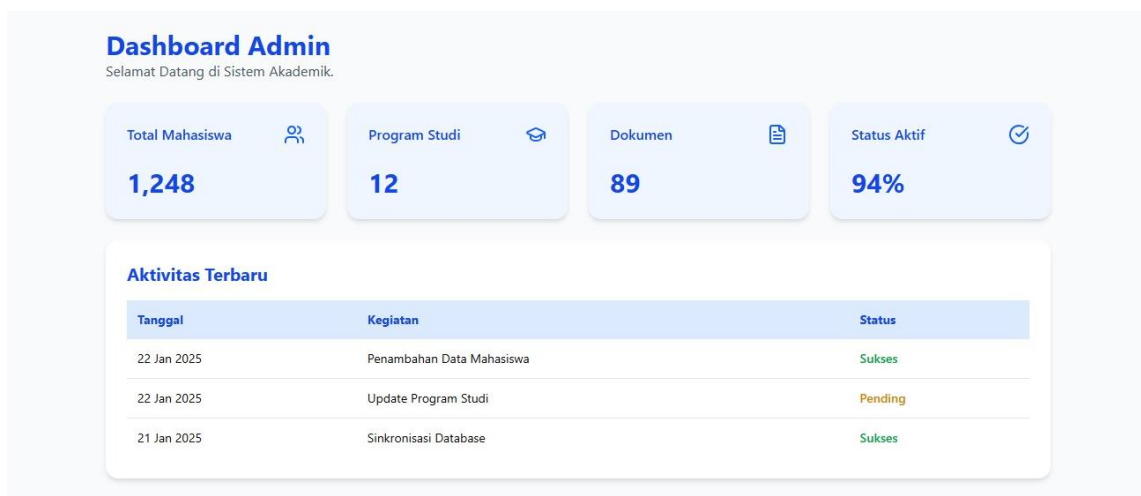 Dashboard Admin
Selamat Datang di Sistem Akademik.
Total Mahasiswa
1,248
Program Studi
12
Dokumen
89
Status Aktif
94%
Aktivitas Terbaru
Tanggal Kegiatan Status
22 Jan 2025 Penambahan Data Mahasiswa Sukses
22 Jan 2025 Update Program Studi Pending
21 Jan 2025 Sinkronisasi Database Sukses